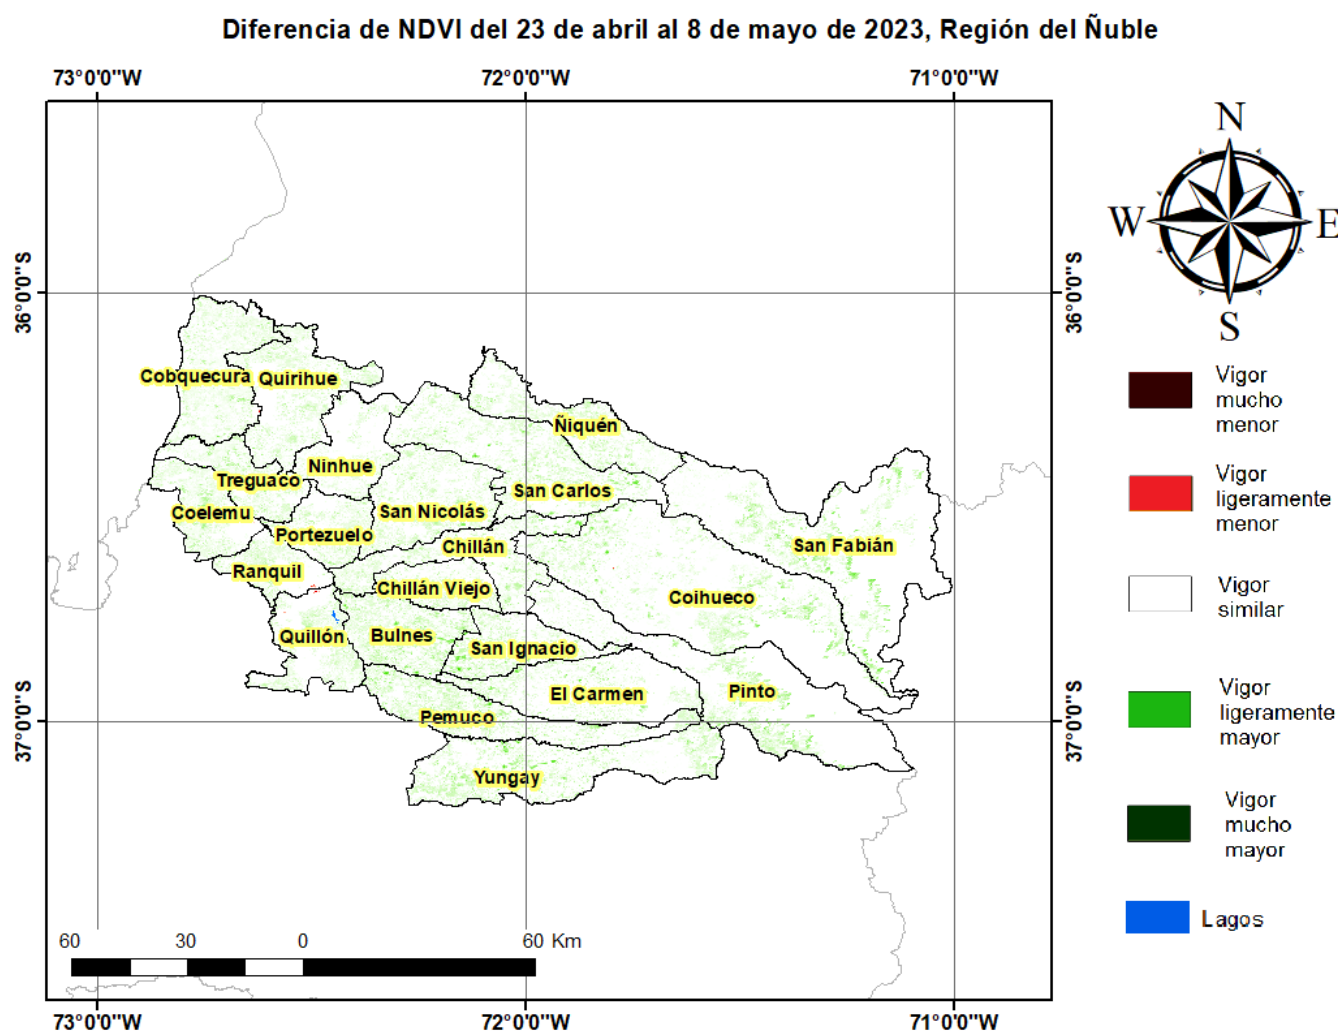 Diferencia de NDVI del 23 de abril al 8 de mayo de 2023, Región del Ñuble
73°0'0"W
72°0'0"W
71°0'0"W
N
W
E
S
36°0'0"S
36°0'0"S
Cobquecura
Quirihue
Ñiquén
Ninhue
Treguaco
San Carlos
Coelemu
San Nicolás
Portezuelo
Chillán
San Fabián
Ranquil
Chillán Viejo
Coihueco
Quillón
Bulnes
San Ignacio
El Carmen
Pinto
Pemuco
Yungay
37°0'0"S
37°0'0"S
Vigor
mucho
menor
Vigor
ligeramente
menor
Vigor
similar
Vigor
ligeramente
mayor
Vigor
mucho
mayor
Lagos
60
30
0
60 Km
73°0'0"W
72°0'0"W
71°0'0"W